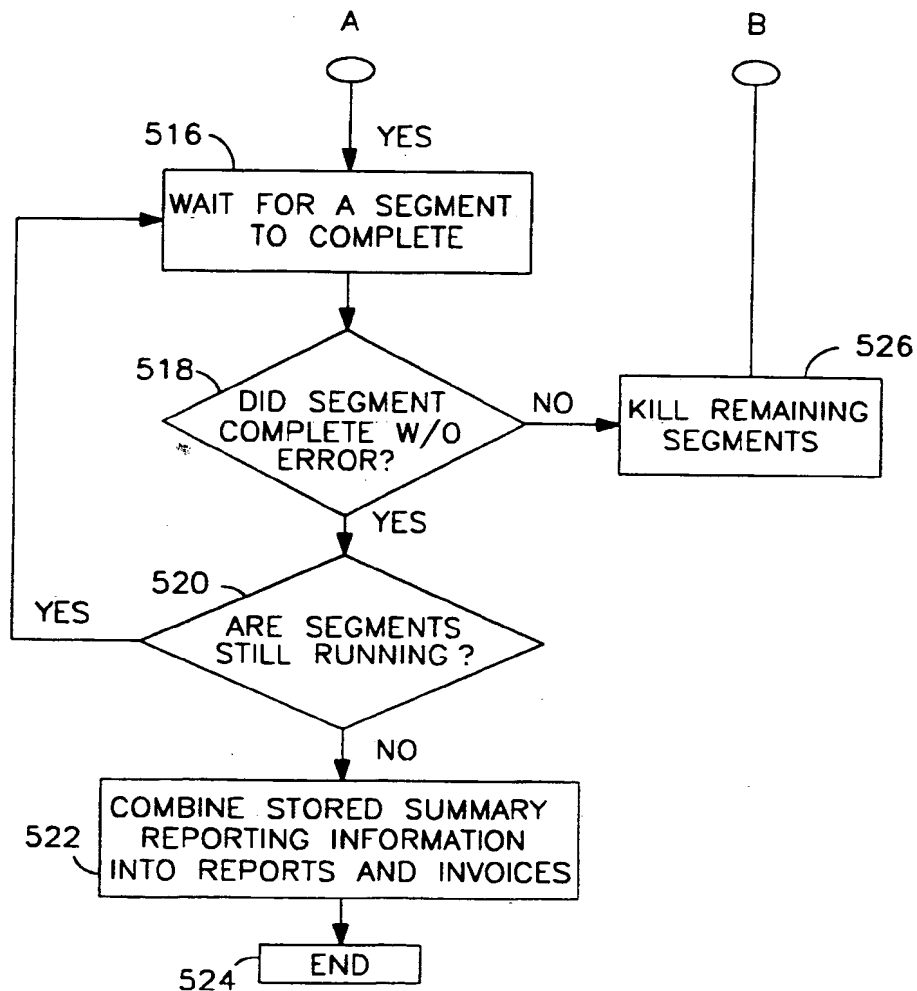 A
B
YES
516
WAIT FOR A SEGMENT
TO COMPLETE
518
DID SEGMENT
COMPLETE W/O
ERROR?
NO
526
KILL REMAINING
SEGMENTS
YES
520
YES
ARE SEGMENTS
STILL RUNNING?
NO
522
COMBINE STORED SUMMARY
REPORTING INFORMATION
INTO REPORTS AND INVOICES
524
END